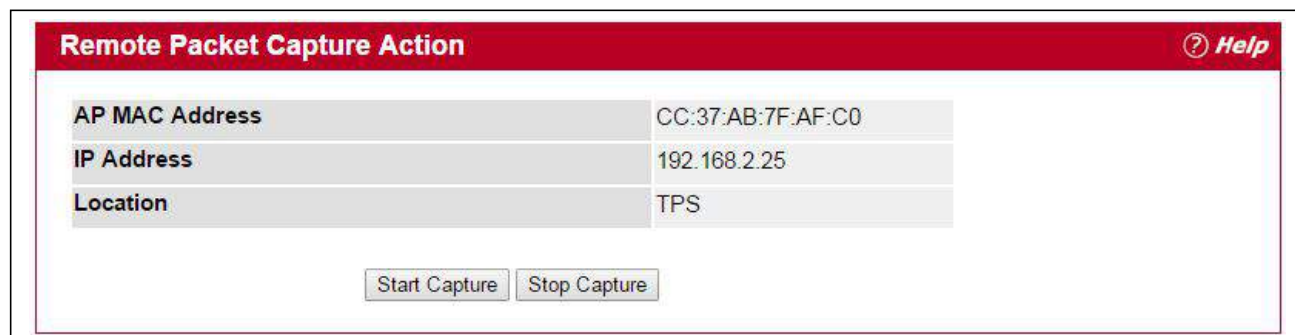 Remote Packet Capture Action ? Help
AP MAC Address CC:37:AB:7F:AF:C0
IP Address 192.168.2.25
Location TPS
Start Capture Stop Capture